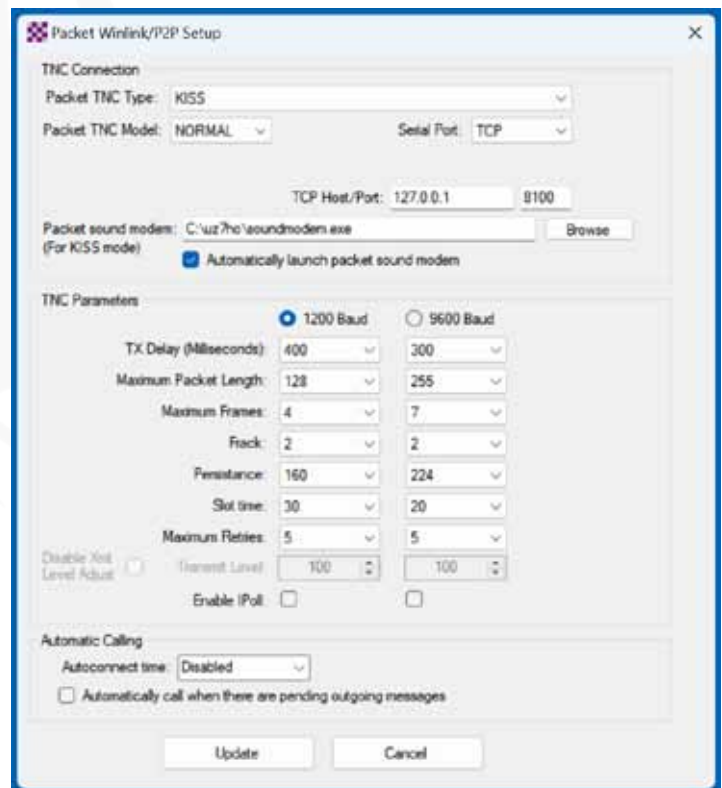 Packet Winlink/P2P Setup
TNC Connection
Packet TNC Type: KISS
Packet TNC Model: NORMAL Serial Port: TCP
TCP Host/Port: 127.0.0.1 8100
Packet sound modem: C:\uz7ho\soundmodem.exe Browse
(For KISS mode)
Automatically launch packet sound modem
TNC Parameters
1200 Baud 9600 Baud
TX Delay (Milliseconds): 400 300
Maximum Packet Length: 128 255
Maximum Frames: 4 7
Frack: 2 2
Persistance: 160 224
Slot time: 30 20
Maximum Retries: 5 5
Disable Xmt
Level Adjust Transmit Level: 100 100
Enable IPoll:
Automatic Calling
Autoconnect time: Disabled
Automatically call when there are pending outgoing messages
Update Cancel